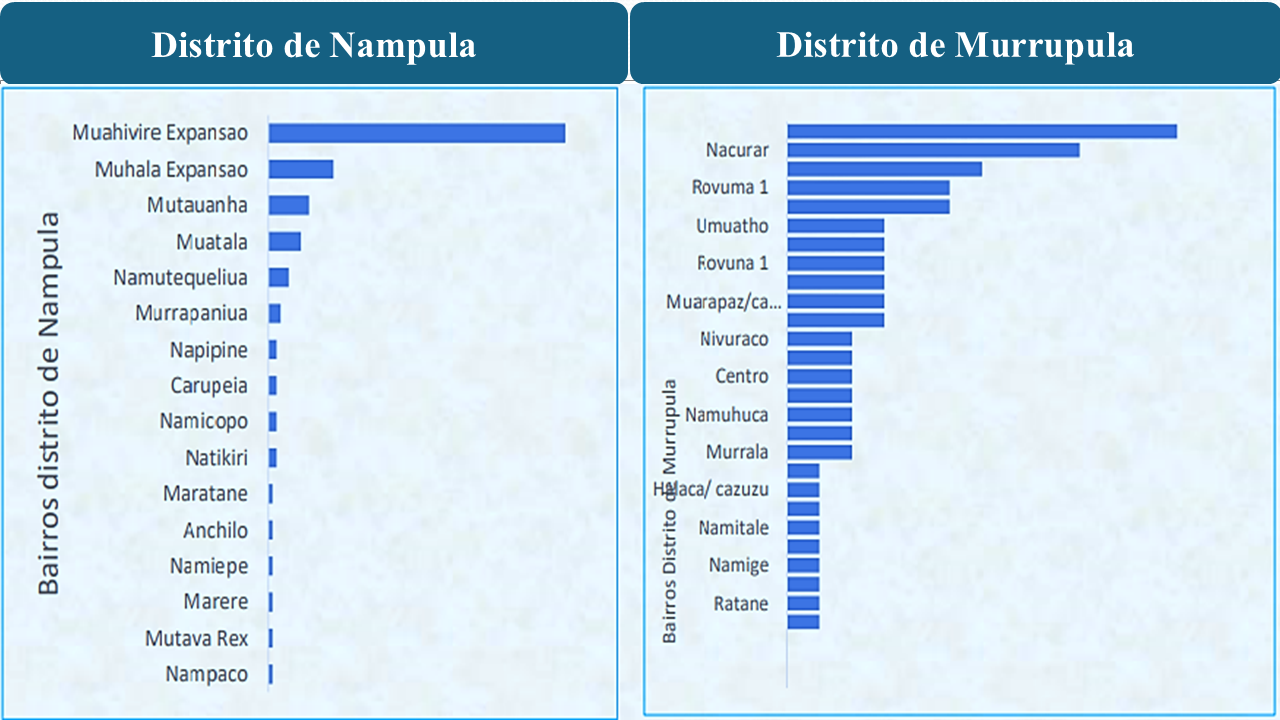 Distrito de Nampula
Distrito de Murrupula
Bairros distrito de Nampula
Muahivire Expansao
Muhala Expansao
Mutauanha
Muatala
Namutequeliua
Murrapaniua
Napipine
Carupeia
Namicopo
Natikiri
Maratane
Anchilo
Namiepe
Marere
Mutava Rex
Nampaco
Bairros Distrito de Murrupula
Nacurar
Rovuma 1
Umuatho
Rovuna 1
Muarapaz/ca...
Nivuraco
Centro
Namuhuca
Murrala
cazuzu
Namitale
Namige
Ratane